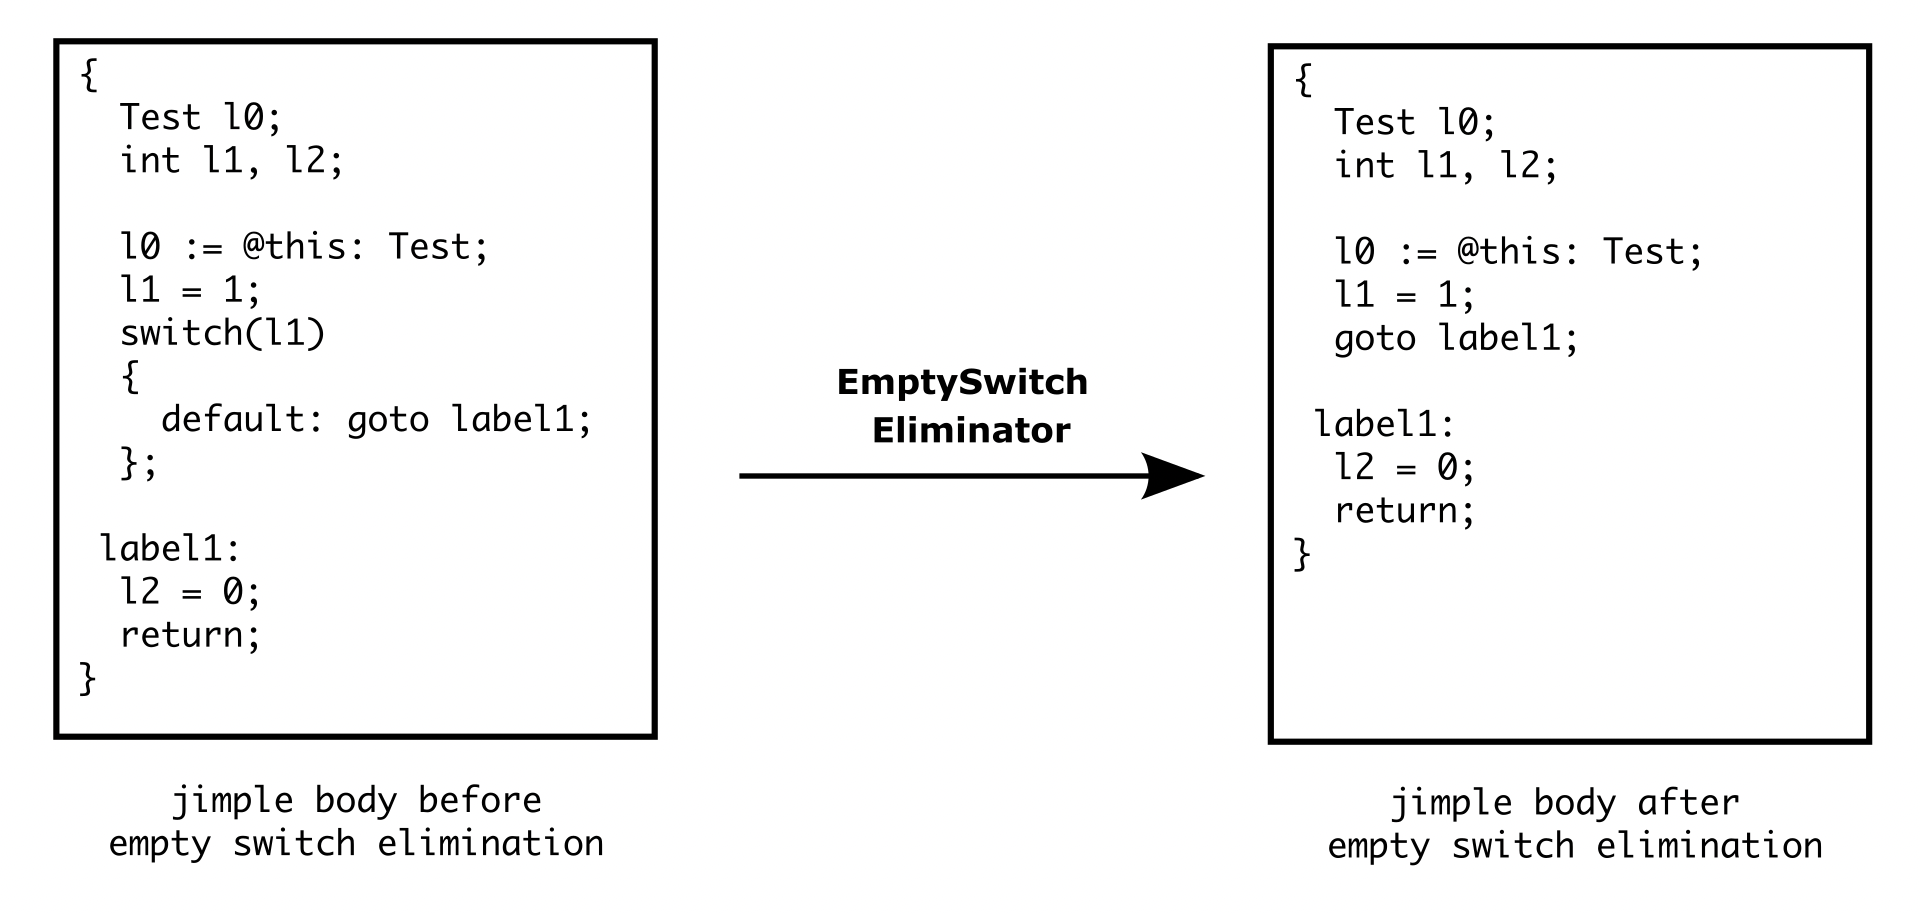 {
  Test l0;
  int l1, l2;

  l0 := @this: Test;
  l1 = 1;
  switch(l1)
  {
    default: goto label1;
  };

 label1:
  l2 = 0;
  return;
}
jimple body before
empty switch elimination
EmptySwitch
Eliminator
{
  Test l0;
  int l1, l2;

  l0 := @this: Test;
  l1 = 1;
  goto label1;

 label1:
  l2 = 0;
  return;
}
jimple body after
empty switch elimination